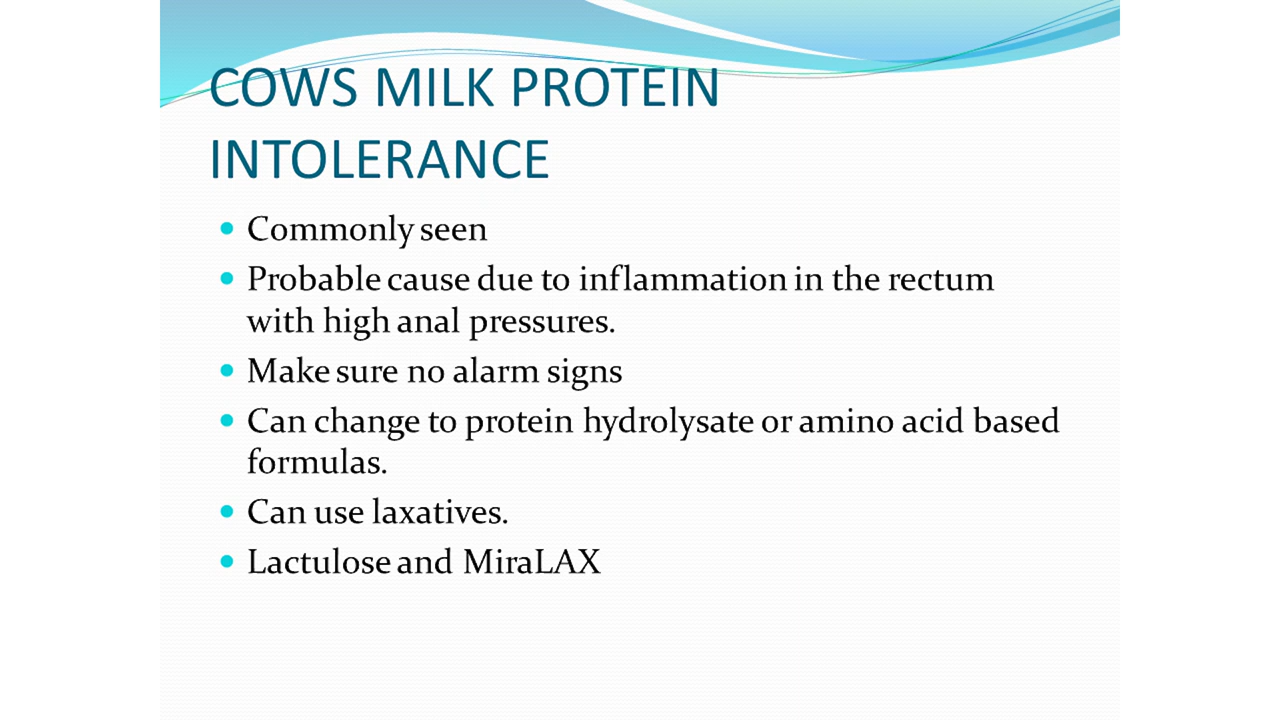 COWS MILK PROTEIN
INTOLERANCE
• Commonly seen
• Probable cause due to inflammation in the rectum
with high anal pressures.
• Make sure no alarm signs
• Can change to protein hydrolysate or amino acid based
formulas.
• Can use laxatives.
• Lactulose and MiraLAX